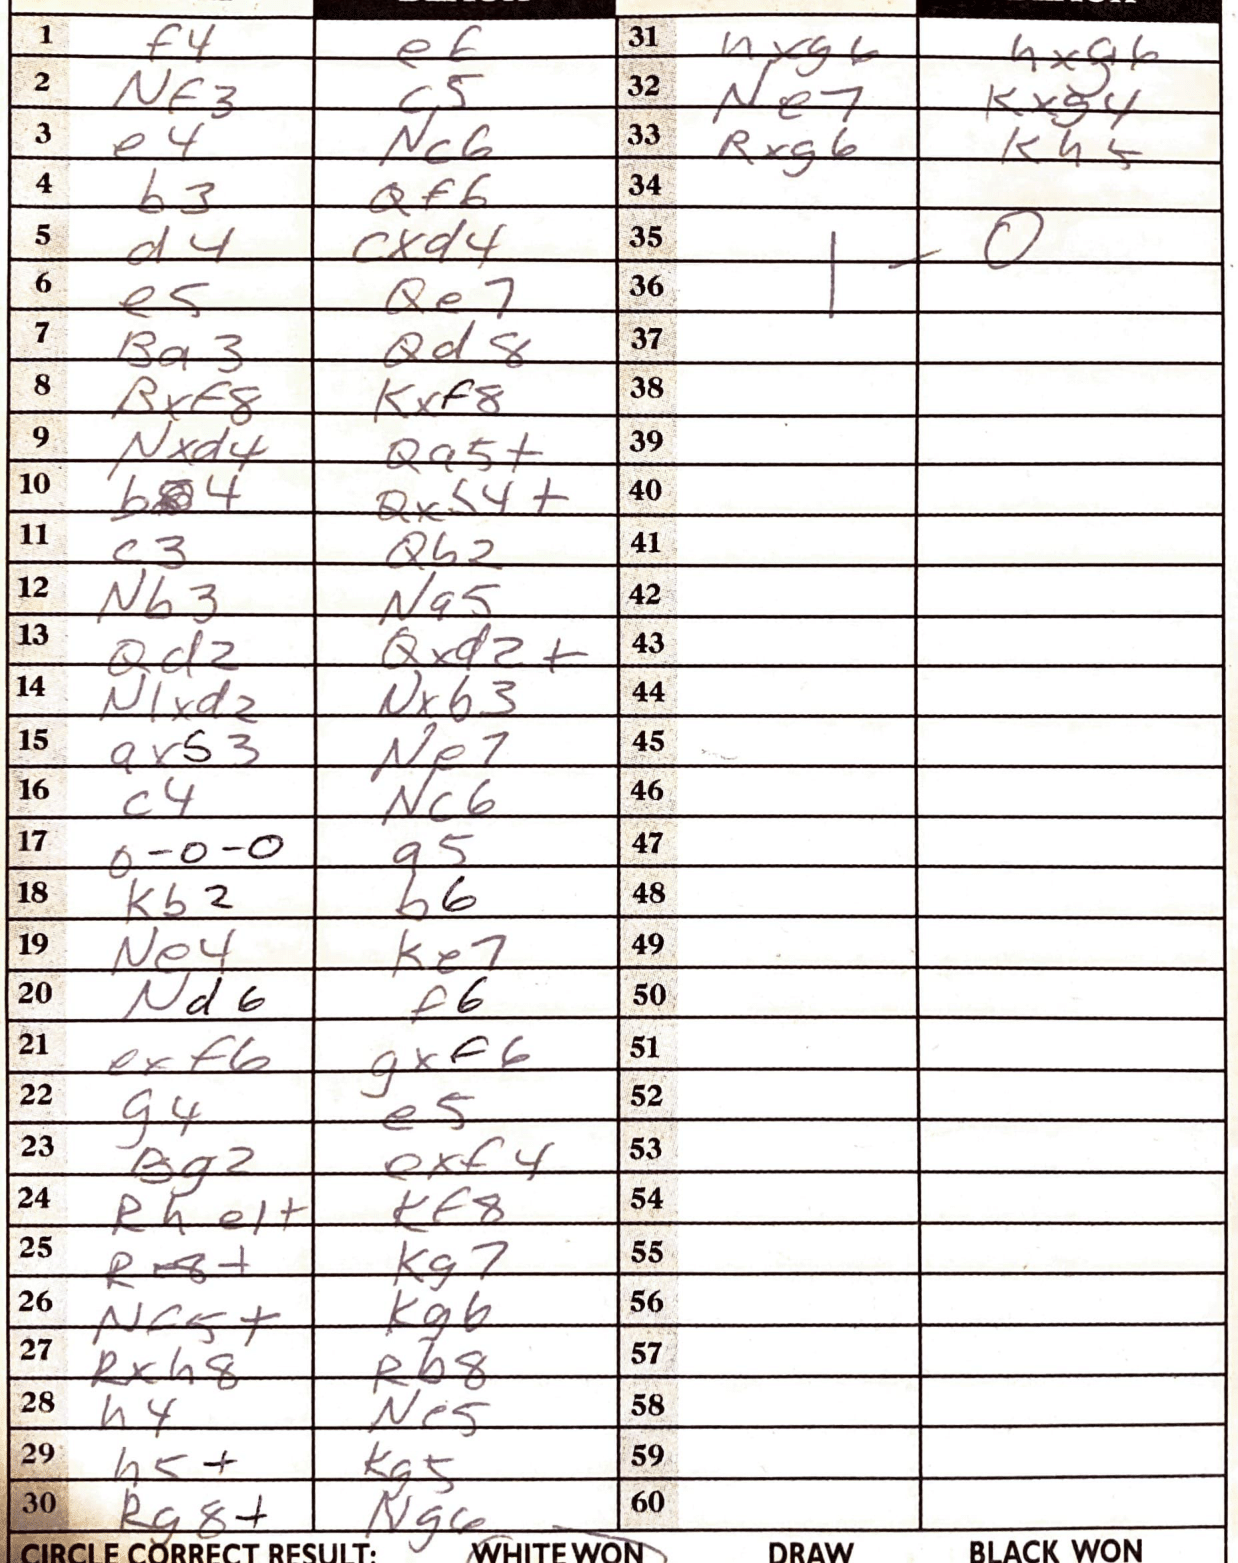 1 f4 e6 31 hxg6 hxg6
2 Nf3 c5 32 Ne7 Kxg4
3 e4 Nc6 33 Rxg6 Kh5
4 b3 Qf6 34
5 d4 cxd4 35 1 - 0
6 e5 Qe7 36
7 Ba3 Qd8 37
8 Bxf8 Kxf8 38
9 Nxd4 Qa5+ 39
10 b4 Qxb4+ 40
11 c3 Qb2 41
12 Nb3 Na5 42
13 Qd2 Qxd2+ 43
14 N1xd2 Nxb3 44
15 axb3 Ne7 45
16 c4 Nc6 46
17 0-0-0 a5 47
18 Kb2 b6 48
19 Ne4 Ke7 49
20 Nd6 f6 50
21 exf6 gxf6 51
22 g4 e5 52
23 Bg2 exf4 53
24 Rhe1+ Kf8 54
25 Re8+ Kg7 55
26 Nf5+ Kg6 56
27 Rxh8 Rb8 57
28 h4 Ne5 58
29 h5+ Kg5 59
30 Rg8+ Ng6 60
CIRCLE CORRECT RESULT: WHITE WON DRAW BLACK WON